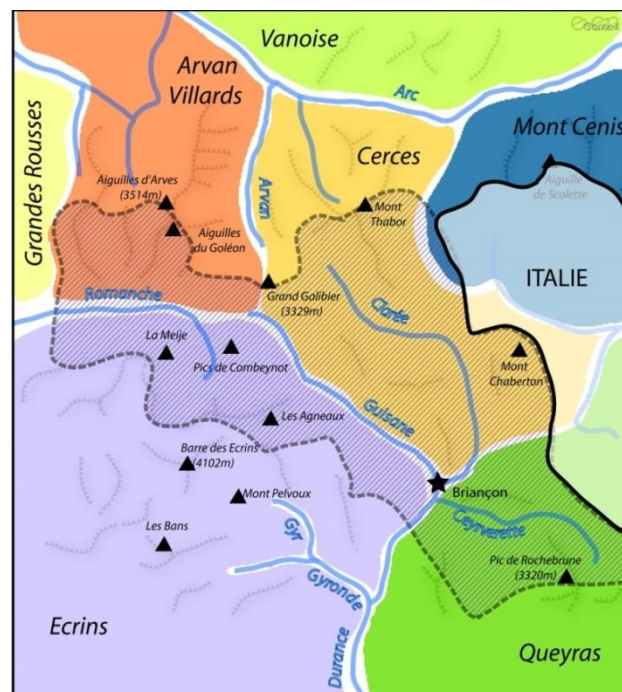 Vanoise
Arvan
Villards
Arc
Mont Cenis
Grandes Rousses
Cerces
Aiguilles d'Arves
(3514m)
Arvan
Mont
Thabor
Aiguille
de Scolette
Aiguilles
du Goléon
ITALIE
Romanche
Grand Galibier
(3329m)
Clarée
La Meije
Pics de Combeynot
Mont
Chaberton
Guisane
Les Agneaux
Barre des Ecrins
(4102m)
Briançon
Mont Pelvoux
Ceyrverette
Les Bans
Gyr
Pic de Rochebrune
(3320m)
Gyronde
Ecrins
Durance
Queyras